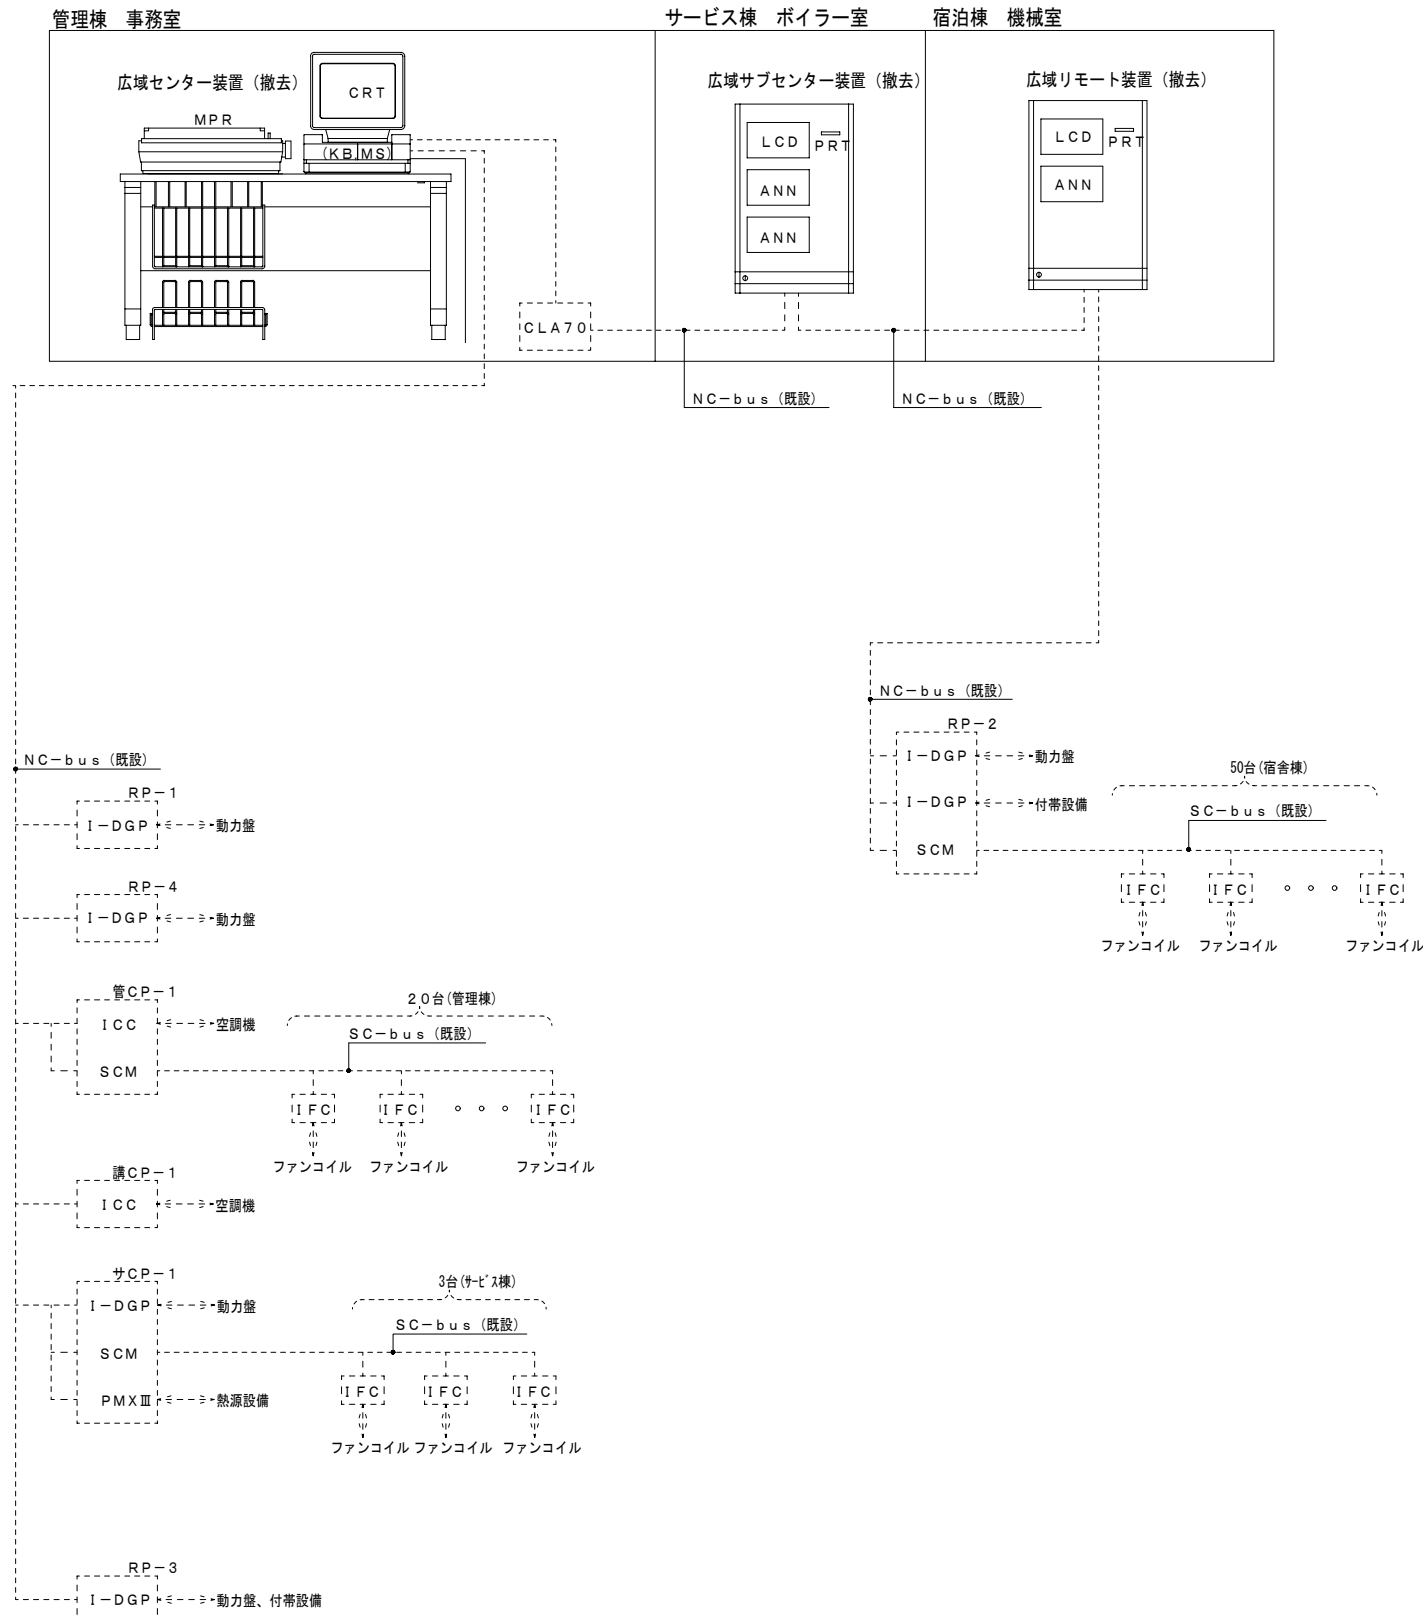 管理棟　事務室
サービス棟　ボイラー室
宿泊棟　機械室
広域センター装置（撤去）
広域サブセンター装置（撤去）
広域リモート装置（撤去）
CRT
MPR
(KB,MS)
LCD
PRT
ANN
ANN
LCD
PRT
ANN
CLA70
NC－bus（既設）
NC－bus（既設）
NC－bus（既設）
RP－2
I－DGP
動力盤
I－DGP
付帯設備
SCM
50台(宿舎棟)
SC－bus（既設）
IFC
IFC
IFC
ファンコイル
ファンコイル
ファンコイル
NC－bus（既設）
RP－1
I－DGP
動力盤
RP－4
I－DGP
動力盤
管CP－1
ICC
空調機
SCM
20台(管理棟)
SC－bus（既設）
IFC
IFC
IFC
ファンコイル
ファンコイル
ファンコイル
講CP－1
ICC
空調機
サCP－1
I－DGP
動力盤
SCM
PMXⅢ
熱源設備
3台(ｻｰﾋﾞｽ棟)
SC－bus（既設）
IFC
IFC
IFC
ファンコイル
ファンコイル
ファンコイル
RP－3
I－DGP
動力盤、付帯設備